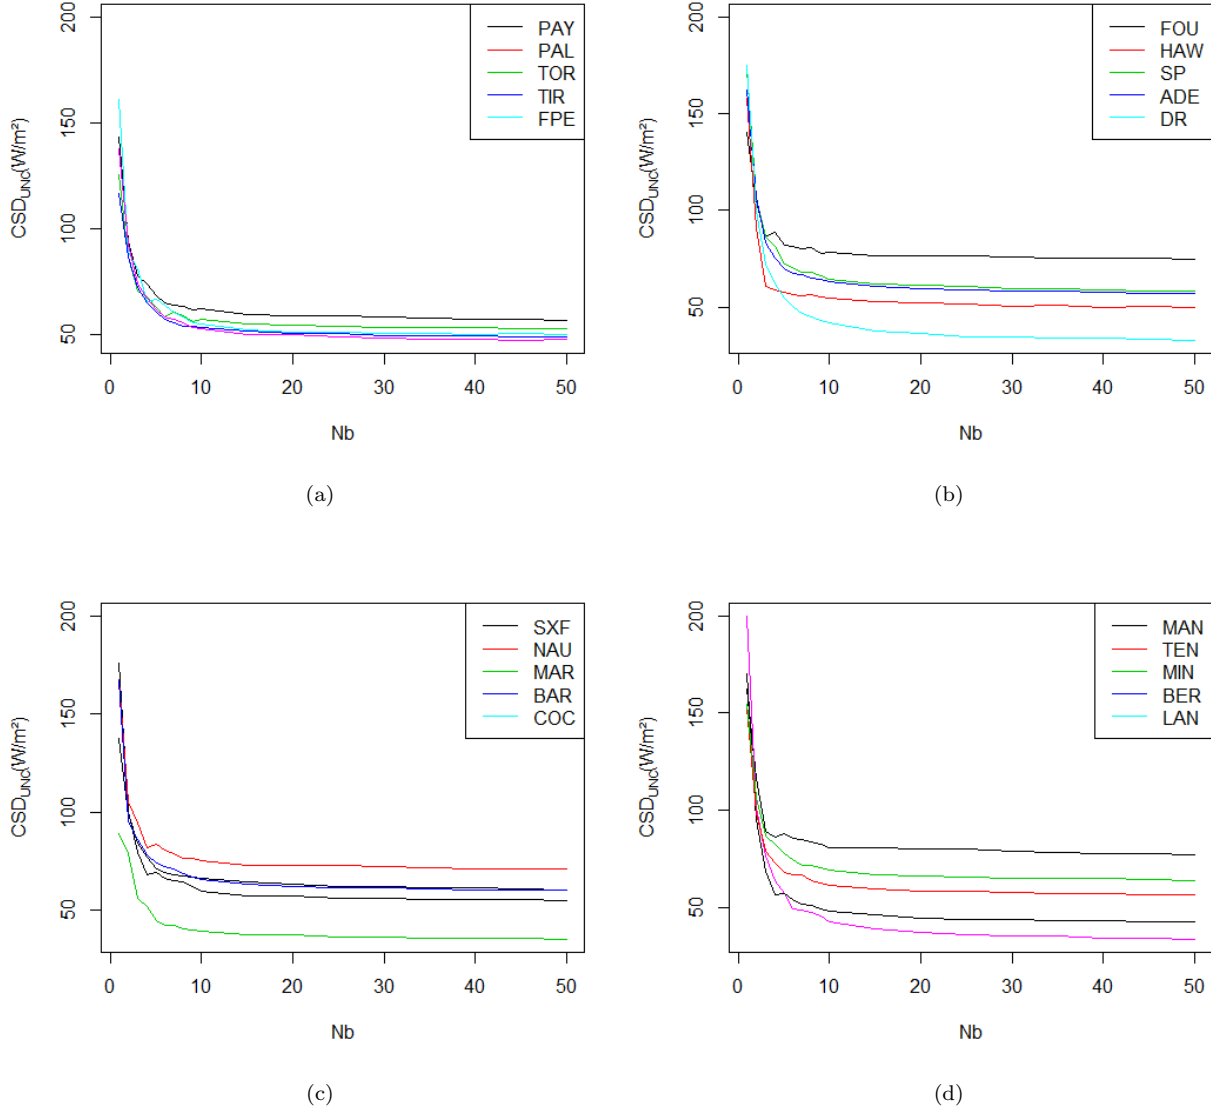 CSD_UNC(W/m²)
200
150
100
50
PAY
PAL
TOR
TIR
FPE
0 10 20 30 40 50
Nb
(a)
CSD_UNC(W/m²)
200
150
100
50
FOU
HAW
SP
ADE
DR
0 10 20 30 40 50
Nb
(b)
CSD_UNC(W/m²)
200
150
100
50
SXF
NAU
MAR
BAR
COC
0 10 20 30 40 50
Nb
(c)
CSD_UNC(W/m²)
200
150
100
50
MAN
TEN
MIN
BER
LAN
0 10 20 30 40 50
Nb
(d)